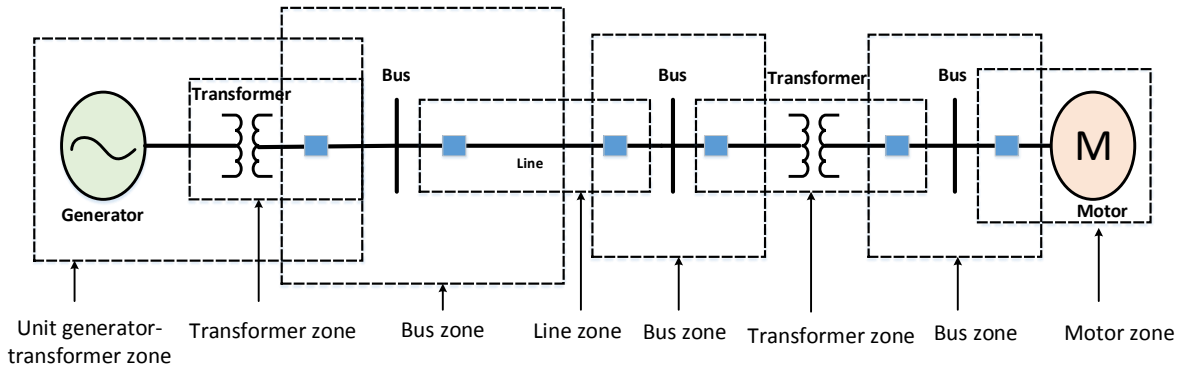 Bus
Bus
Transformer
Bus
Transformer
Line
M
Generator
Motor
Unit generator-
transformer zone
Transformer zone
Bus zone
Line zone
Bus zone
Transformer zone
Bus zone
Motor zone